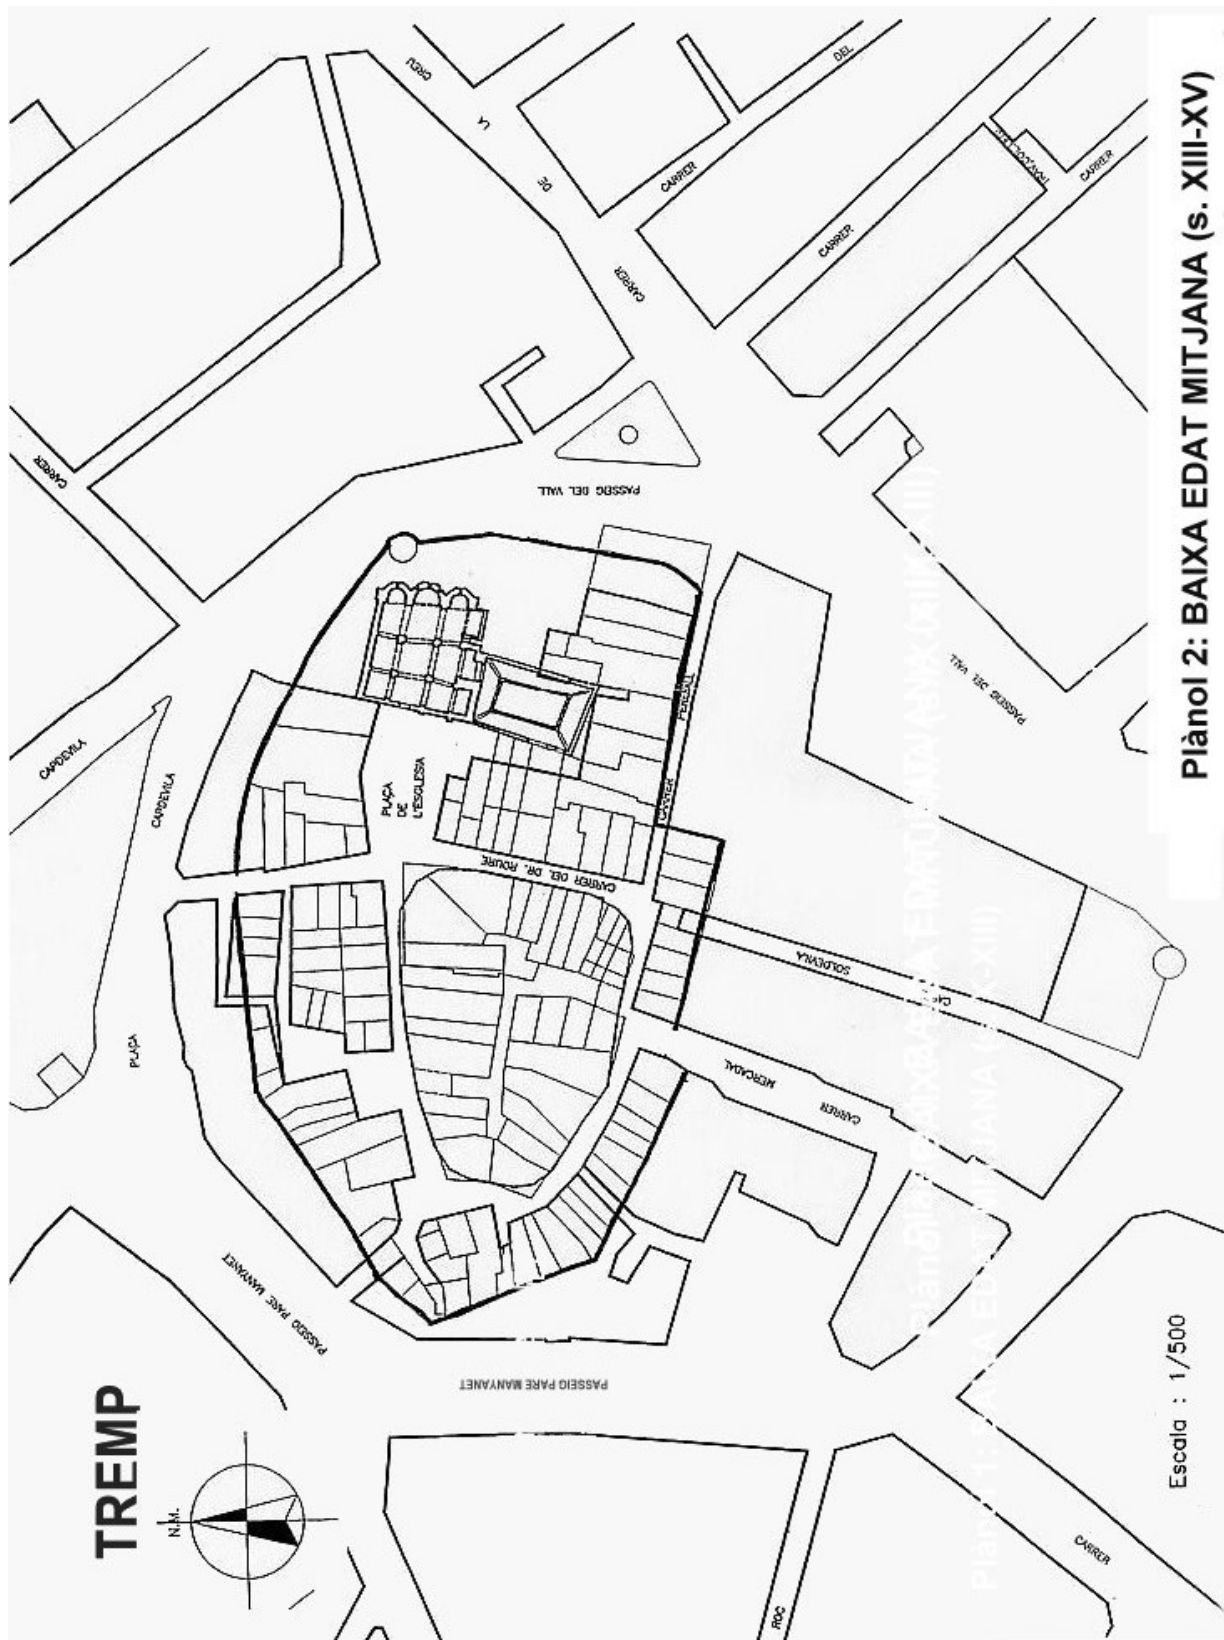 Plànol 2: BAIXA EDAT MITJANA (s. XIII-XV)
TREMP
N.M.
Escala : 1/500
CREU
LA
DE
CARRER
CARRER
DEL
CARRER
CARRER
CARRER
PASSEIG DEL VALL
PASSEIG DEL VALL
CAPDEVILA
CAPDEVILA
PLAÇA
PLAÇA
DE
L'ESGLESIA
CARRER DEL DR. ROURE
CARRER
PERESALL
SOLDEVILA
MERCADAL
CARRER
PASSEIG PARE MANYANET
PASSEIG PARE MANYANET
ROC
CARRER